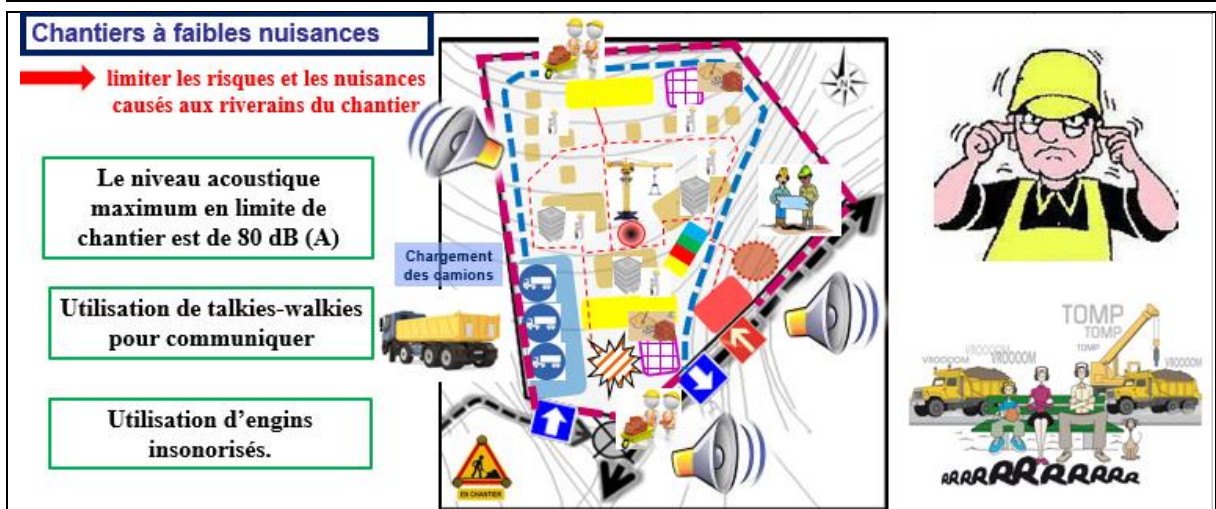 Chantiers à faibles nuisances
limiter les risques et les nuisances
causés aux riverains du chantier
Le niveau acoustique
maximum en limite de
chantier est de 80 dB (A)
Chargement
des camions
Utilisation de talkies-walkies
pour communiquer
Utilisation d'engins
insonorisés.
EN CHANTIER
TOMP
TOMP
TOMP
VROOOOM
VROOOOM
VROOOOM
RRRRRRRRRRR